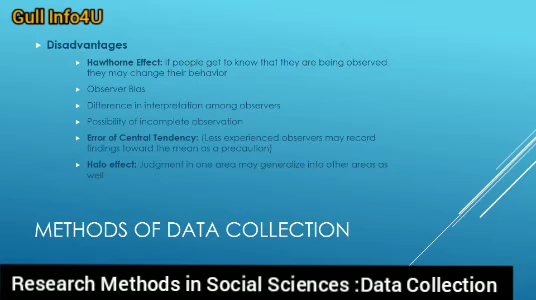 Gull Info4U
Disadvantages
Hawthorne Effect: If people get to know that they are being observed,
they may change their behavior
Observer Bias
Difference in interpretation among observers
Possibility of incomplete observation
Error of Central Tendency: (Less experienced observers may record
findings toward the mean as a precaution)
Halo effect: Judgment in one area may generalize into other areas as
well
METHODS OF DATA COLLECTION
Research Methods in Social Sciences :Data Collection